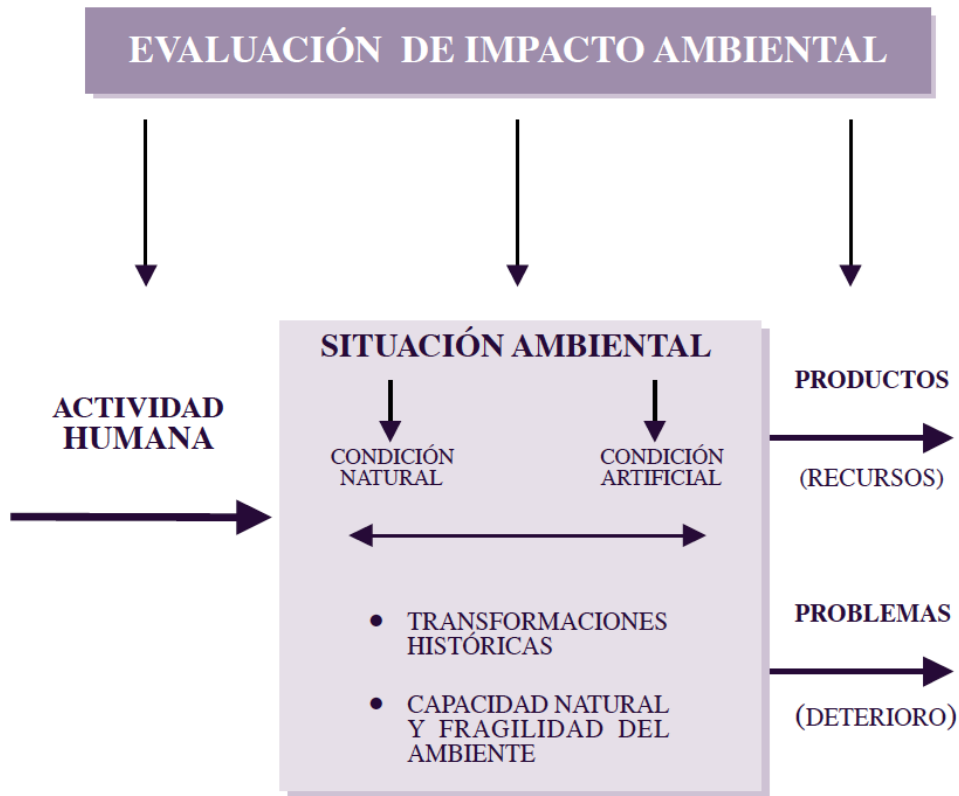 EVALUACIÓN DE IMPACTO AMBIENTAL
SITUACIÓN AMBIENTAL
ACTIVIDAD
HUMANA
CONDICIÓN
NATURAL
CONDICIÓN
ARTIFICIAL
TRANSFORMACIONES
HISTÓRICAS
CAPACIDAD NATURAL
Y FRAGILIDAD DEL
AMBIENTE
PRODUCTOS
(RECURSOS)
PROBLEMAS
(DETERIORO)